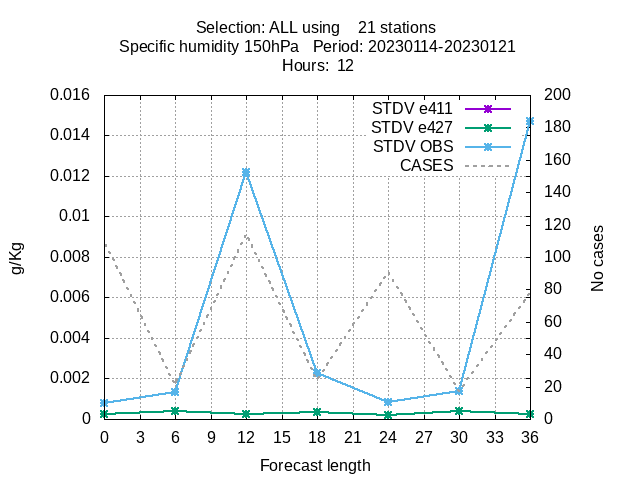 Selection: ALL using 21 stations
Specific humidity 150hPa Period: 20230114-20230121
Hours: 12
STDV e411
STDV e427
STDV OBS
CASES
0.016
0.014
0.012
0.01
0.008
0.006
0.004
0.002
0
g/Kg
200
180
160
140
120
100
80
60
40
20
0
No cases
0 3 6 9 12 15 18 21 24 27 30 33 36
Forecast length